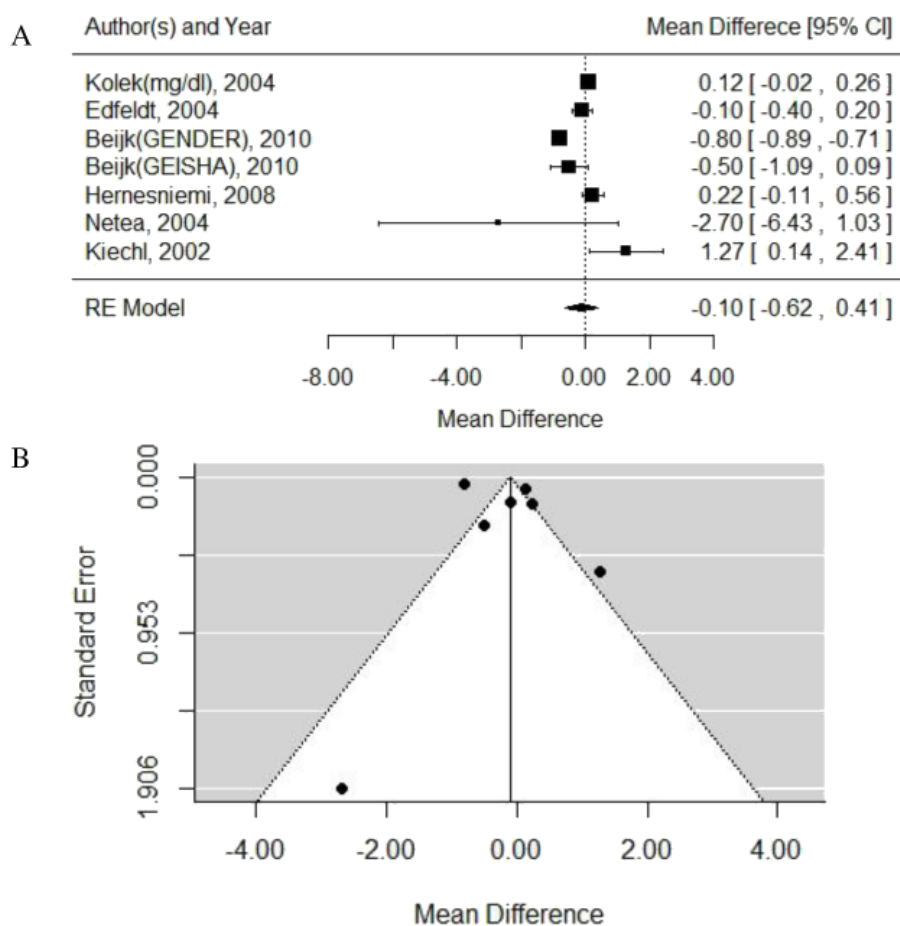 A
Author(s) and Year Mean Differece [95% CI]
Kolek(mg/dl), 2004 0.12 [ -0.02 , 0.26 ]
Edfeldt, 2004 -0.10 [ -0.40 , 0.20 ]
Beijk(GENDER), 2010 -0.80 [ -0.89 , -0.71 ]
Beijk(GEISHA), 2010 -0.50 [ -1.09 , 0.09 ]
Hernesniemi, 2008 0.22 [ -0.11 , 0.56 ]
Netea, 2004 -2.70 [ -6.43 , 1.03 ]
Kiechl, 2002 1.27 [ 0.14 , 2.41 ]
RE Model -0.10 [ -0.62 , 0.41 ]
-8.00 -4.00 0.00 2.00 4.00
Mean Difference
B
Standard Error
0.000
0.953
1.906
-4.00 -2.00 0.00 2.00 4.00
Mean Difference